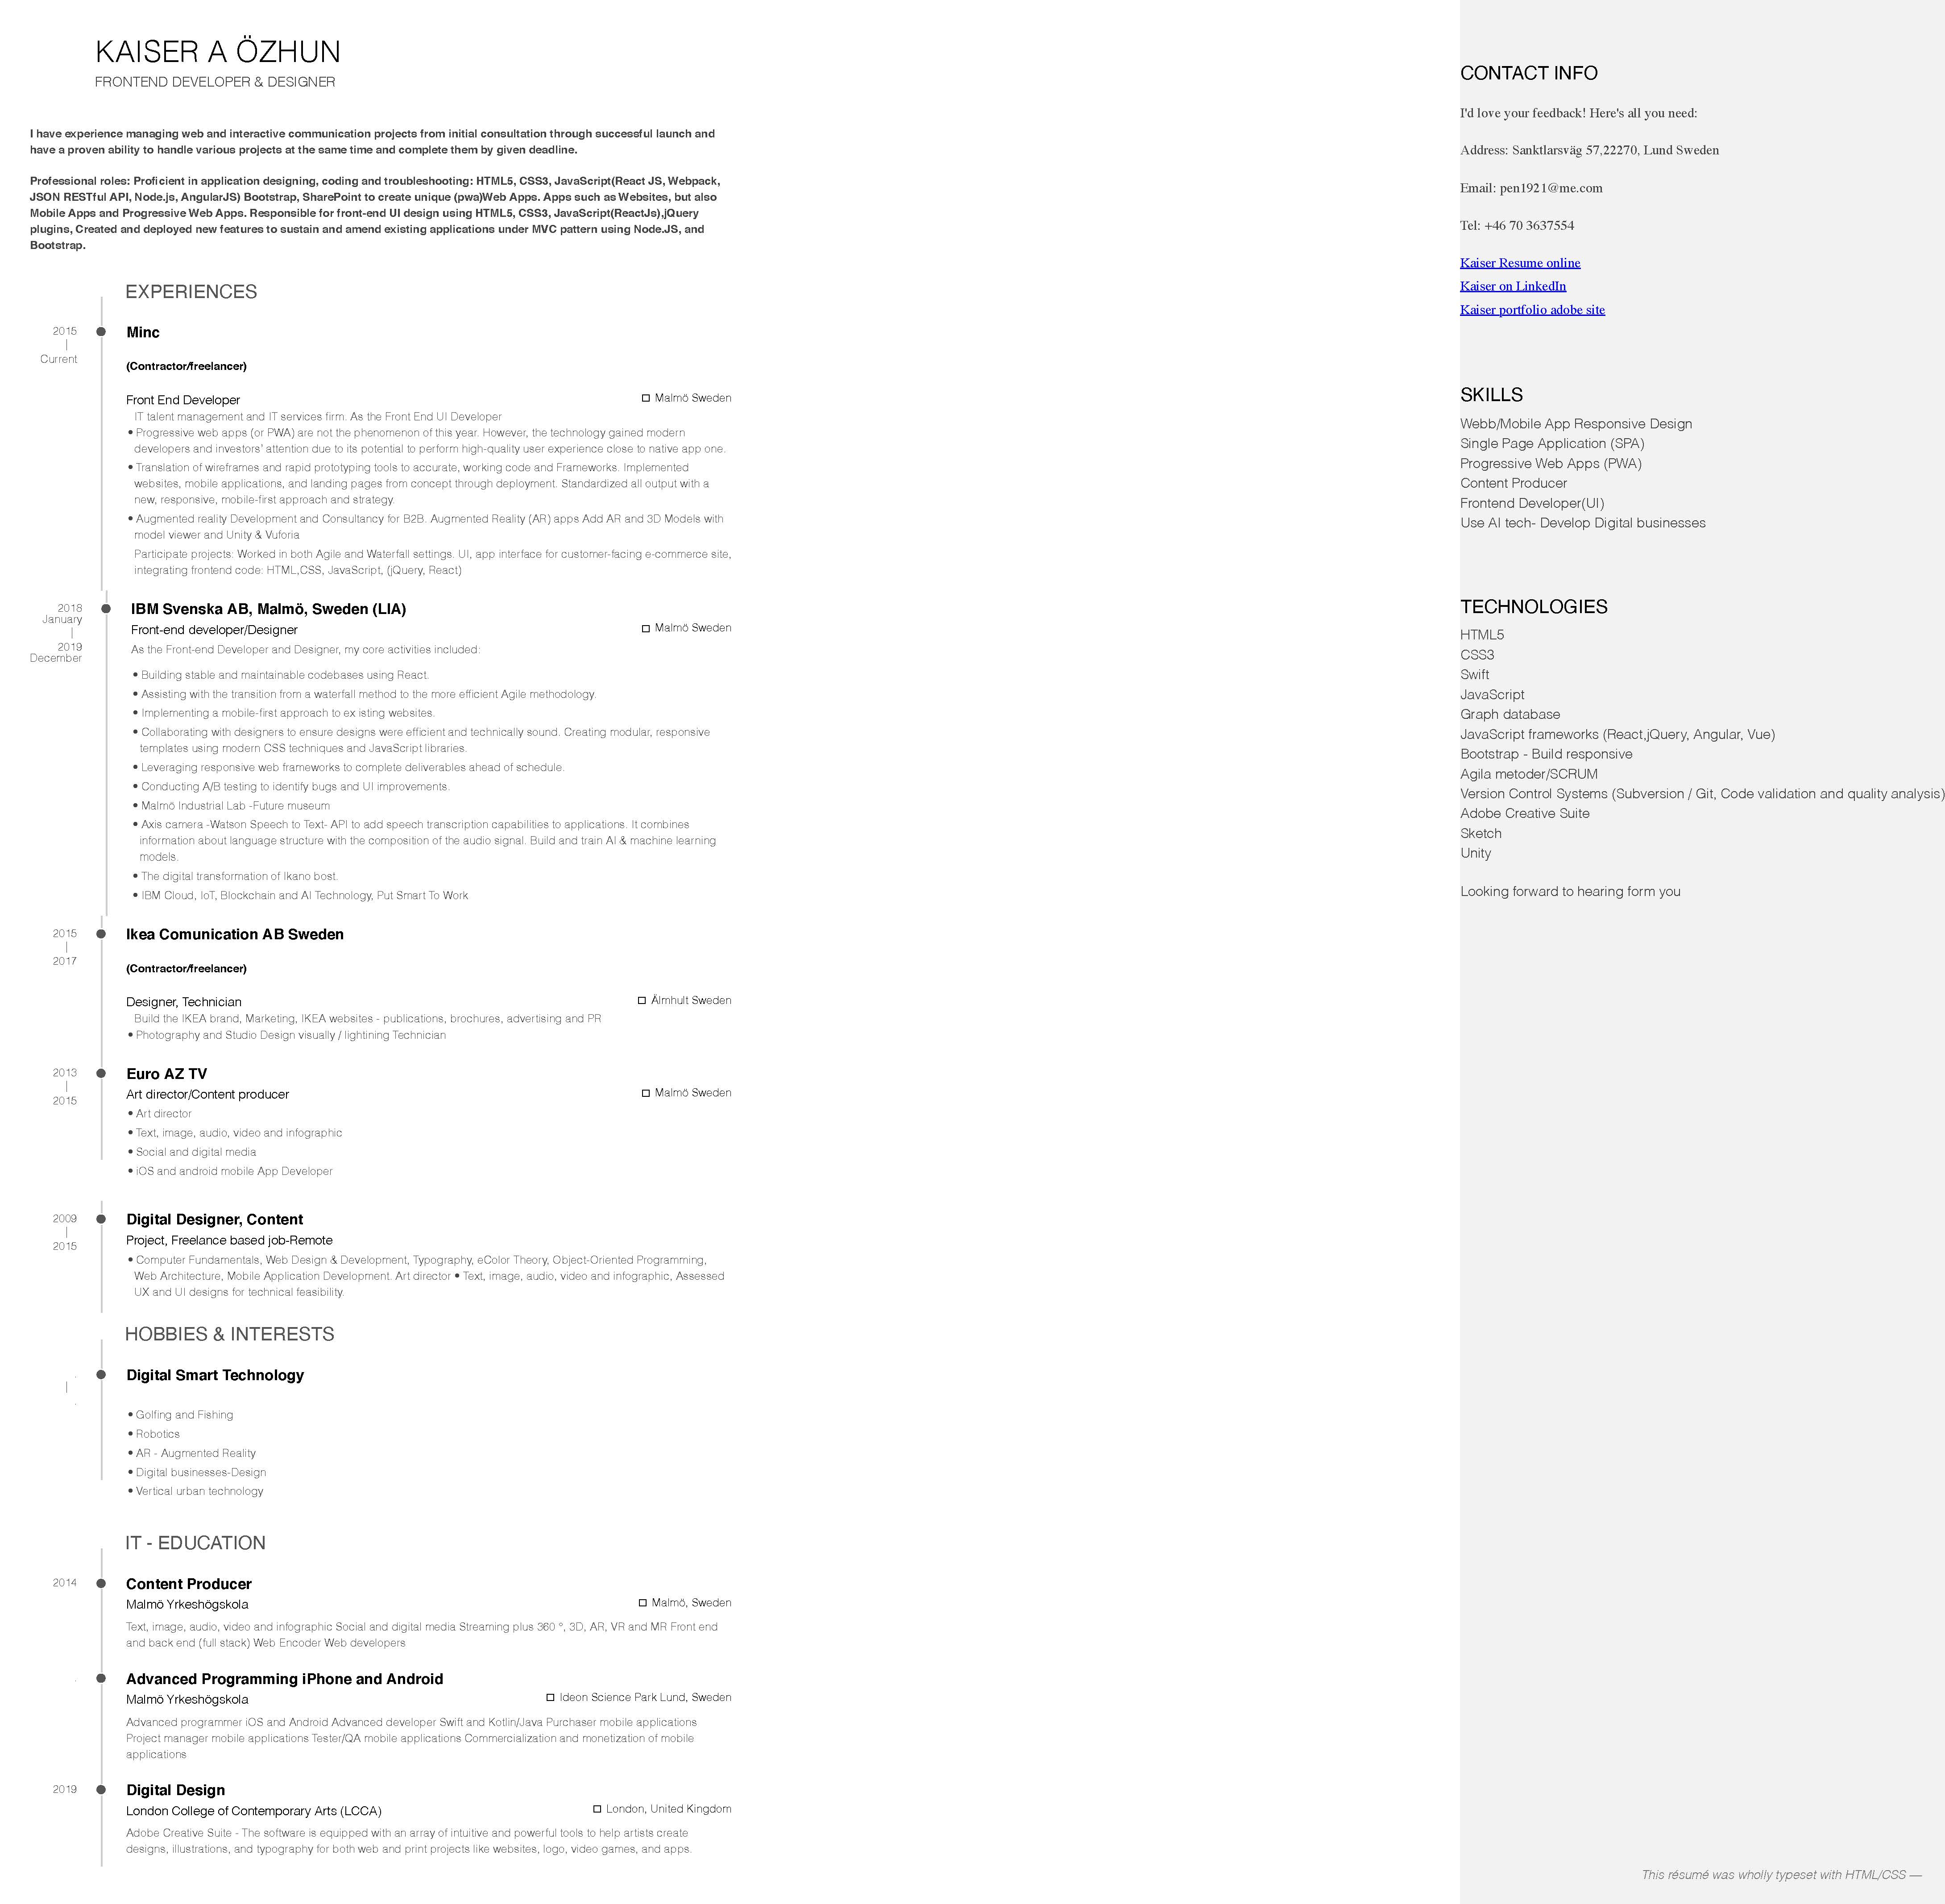 KAISER A ÖZHUN
FRONTEND DEVELOPER & DESIGNER
I have experience managing web and interactive communication projects from initial consultation through successful launch and
have a proven ability to handle various projects at the same time and complete them by given deadline.
Professional roles: Proficient in application designing, coding and troubleshooting: HTML5, CSS3, JavaScript(React JS, Webpack,
JSON RESTful API, Node.js, AngularJS) Bootstrap, SharePoint to create unique (pwa)Web Apps. Apps such as Websites, but also
Mobile Apps and Progressive Web Apps. Responsible for front-end UI design using HTML5, CSS3, JavaScript(ReactJs),jQuery
plugins, Created and deployed new features to sustain and amend existing applications under MVC pattern using Node.JS, and
Bootstrap.
EXPERIENCES
2015
|
Current
Minc
(Contractor/freelancer)
Front End Developer
Malmö Sweden
IT talent management and IT services firm. As the Front End UI Developer
• Progressive web apps (or PWA) are not the phenomenon of this year. However, the technology gained modern
developers and investors' attention due to its potential to perform high-quality user experience close to native app one.
• Translation of wireframes and rapid prototyping tools to accurate, working code and Frameworks. Implemented
websites, mobile applications, and landing pages from concept through deployment. Standardized all output with a
new, responsive, mobile-first approach and strategy.
• Augmented reality Development and Consultancy for B2B. Augmented Reality (AR) apps Add AR and 3D Models with
model viewer and Unity & Vuforia
Participate projects: Worked in both Agile and Waterfall settings. UI, app interface for customer-facing e-commerce site,
integrating frontend code: HTML,CSS, JavaScript, (jQuery, React)
2018
January
|
2019
December
IBM Svenska AB, Malmö, Sweden (LIA)
Front-end developer/Designer
Malmö Sweden
As the Front-end Developer and Designer, my core activities included:
• Building stable and maintainable codebases using React.
• Assisting with the transition from a waterfall method to the more efficient Agile methodology.
• Implementing a mobile-first approach to ex isting websites.
• Collaborating with designers to ensure designs were efficient and technically sound. Creating modular, responsive
templates using modern CSS techniques and JavaScript libraries.
• Leveraging responsive web frameworks to complete deliverables ahead of schedule.
• Conducting A/B testing to identify bugs and UI improvements.
• Malmö Industrial Lab -Future museum
• Axis camera -Watson Speech to Text- API to add speech transcription capabilities to applications. It combines
information about language structure with the composition of the audio signal. Build and train AI & machine learning
models.
• The digital transformation of Ikano bost.
• IBM Cloud, IoT, Blockchain and AI Technology, Put Smart To Work
2015
|
2017
Ikea Comunication AB Sweden
(Contractor/freelancer)
Designer, Technician
Älmhult Sweden
Build the IKEA brand, Marketing, IKEA websites - publications, brochures, advertising and PR
• Photography and Studio Design visually / lightining Technician
2013
|
2015
Euro AZ TV
Art director/Content producer
Malmö Sweden
• Art director
• Text, image, audio, video and infographic
• Social and digital media
• iOS and android mobile App Developer
2009
|
2015
Digital Designer, Content
Project, Freelance based job-Remote
• Computer Fundamentals, Web Design & Development, Typography, eColor Theory, Object-Oriented Programming,
Web Architecture, Mobile Application Development. Art director • Text, image, audio, video and infographic, Assessed
UX and UI designs for technical feasibility.
HOBBIES & INTERESTS
.
|
.
Digital Smart Technology
• Golfing and Fishing
• Robotics
• AR - Augmented Reality
• Digital businesses-Design
• Vertical urban technology
IT - EDUCATION
2014
Content Producer
Malmö Yrkeshögskola
Malmö, Sweden
Text, image, audio, video and infographic Social and digital media Streaming plus 360 °, 3D, AR, VR and MR Front end
and back end (full stack) Web Encoder Web developers
.
Advanced Programming iPhone and Android
Malmö Yrkeshögskola
Ideon Science Park Lund, Sweden
Advanced programmer iOS and Android Advanced developer Swift and Kotlin/Java Purchaser mobile applications
Project manager mobile applications Tester/QA mobile applications Commercialization and monetization of mobile
applications
2019
Digital Design
London College of Contemporary Arts (LCCA)
London, United Kingdom
Adobe Creative Suite - The software is equipped with an array of intuitive and powerful tools to help artists create
designs, illustrations, and typography for both web and print projects like websites, logo, video games, and apps.
CONTACT INFO
I'd love your feedback! Here's all you need:
Address: Sanktlarsväg 57,22270, Lund Sweden
Email: pen1921@me.com
Tel: +46 70 3637554
Kaiser Resume online
Kaiser on LinkedIn
Kaiser portfolio adobe site
SKILLS
Webb/Mobile App Responsive Design
Single Page Application (SPA)
Progressive Web Apps (PWA)
Content Producer
Frontend Developer(UI)
Use AI tech- Develop Digital businesses
TECHNOLOGIES
HTML5
CSS3
Swift
JavaScript
Graph database
JavaScript frameworks (React,jQuery, Angular, Vue)
Bootstrap - Build responsive
Agila metoder/SCRUM
Version Control Systems (Subversion / Git, Code validation and quality analysis)
Adobe Creative Suite
Sketch
Unity
Looking forward to hearing form you
This résumé was wholly typeset with HTML/CSS —